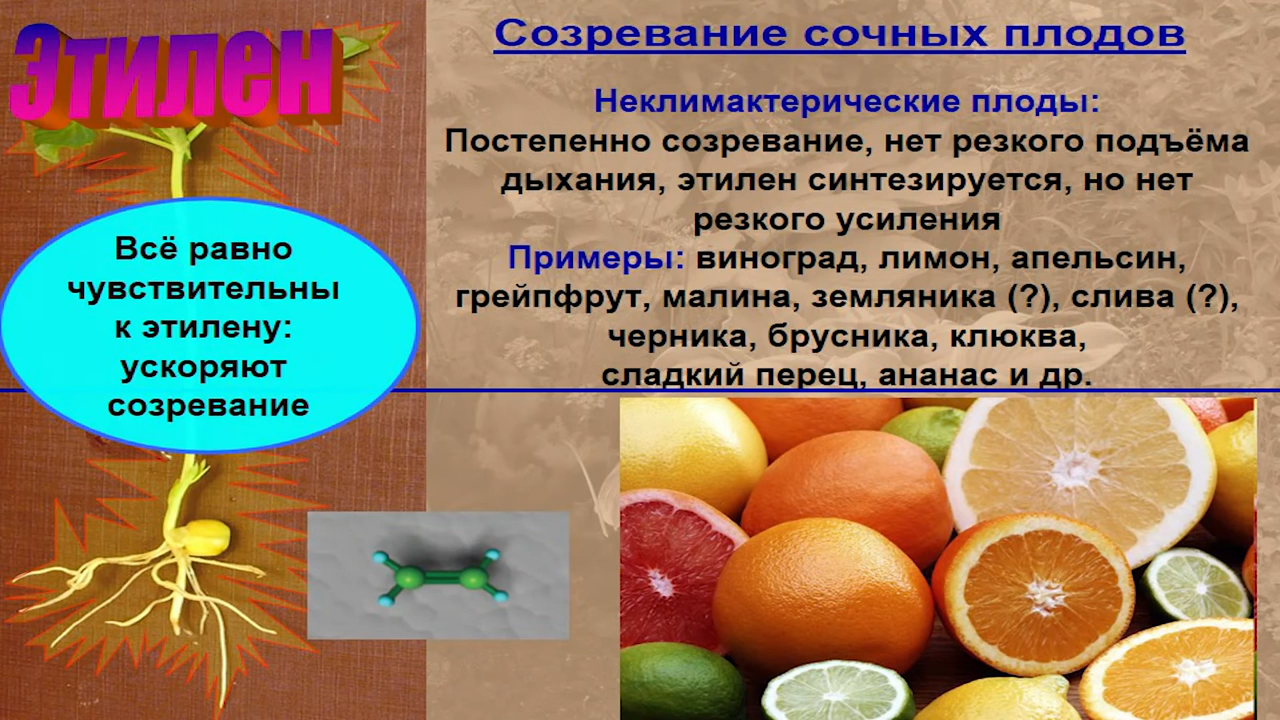 Этилен
Созревание сочных плодов
Неклимактерические плоды:
Постепенно созревание, нет резкого подъёма
дыхания, этилен синтезируется, но нет
резкого усиления
Примеры: виноград, лимон, апельсин,
грейпфрут, малина, земляника (?), слива (?),
черника, брусника, клюква,
сладкий перец, ананас и др.
Всё равно
чувствительны
к этилену:
ускоряют
созревание